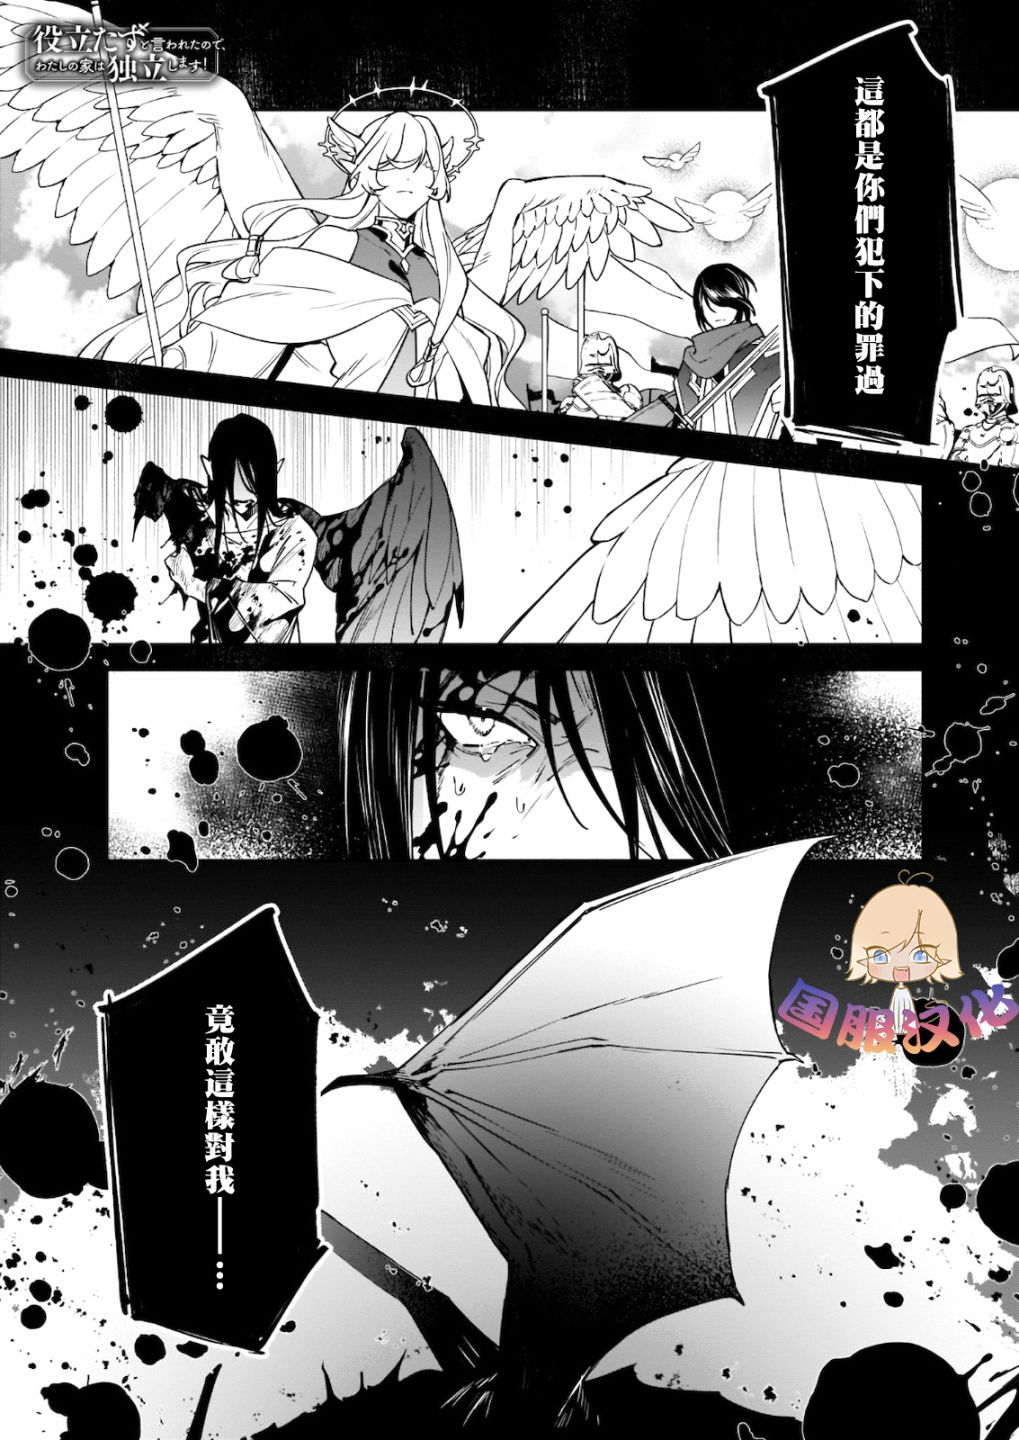 役立たずと言われたので、
わたしの家は独立します!
這都是你們犯下的罪過
竟敢這樣對我——…
国服汉化